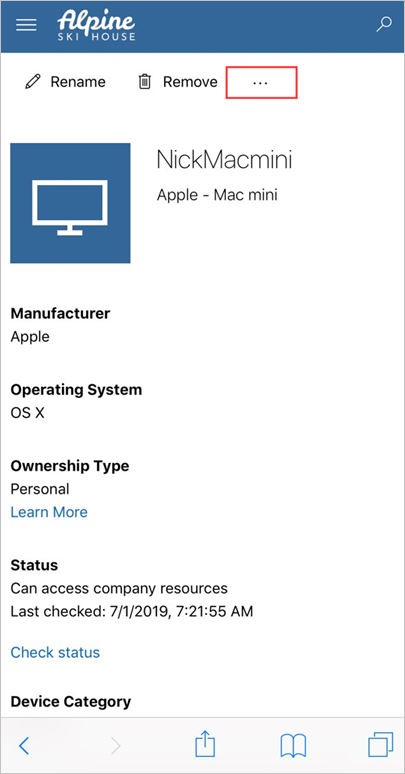 Alpine
SKI HOUSE
Rename Remove ...
NickMacmini
Apple - Mac mini
Manufacturer
Apple
Operating System
OS X
Ownership Type
Personal
Learn More
Status
Can access company resources
Last checked: 7/1/2019, 7:21:55 AM
Check status
Device Category